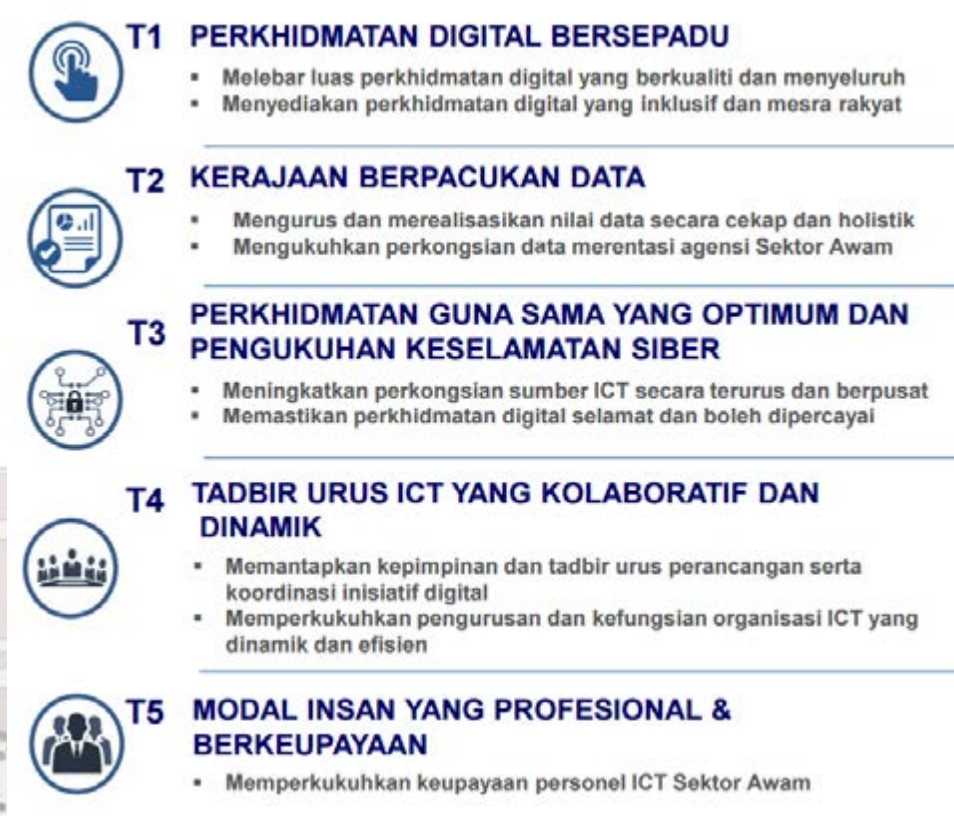 T1 PERKHIDMATAN DIGITAL BERSEPADU
▪ Melebar luas perkhidmatan digital yang berkualiti dan menyeluruh
▪ Menyediakan perkhidmatan digital yang inklusif dan mesra rakyat
T2 KERAJAAN BERPACUKAN DATA
▪ Mengurus dan merealisasikan nilai data secara cekap dan holistik
▪ Mengukuhkan perkongsian data merentasi agensi Sektor Awam
T3 PERKHIDMATAN GUNA SAMA YANG OPTIMUM DAN
PENGUKUHAN KESELAMATAN SIBER
▪ Meningkatkan perkongsian sumber ICT secara terurus dan berpusat
▪ Memastikan perkhidmatan digital selamat dan boleh dipercayai
T4 TADBIR URUS ICT YANG KOLABORATIF DAN
DINAMIK
▪ Memantapkan kepimpinan dan tadbir urus perancangan serta
koordinasi inisiatif digital
▪ Memperkukuhkan pengurusan dan kefungsian organisasi ICT yang
dinamik dan efisien
T5 MODAL INSAN YANG PROFESIONAL &
BERKEUPAYAAN
▪ Memperkukuhkan keupayaan personel ICT Sektor Awam